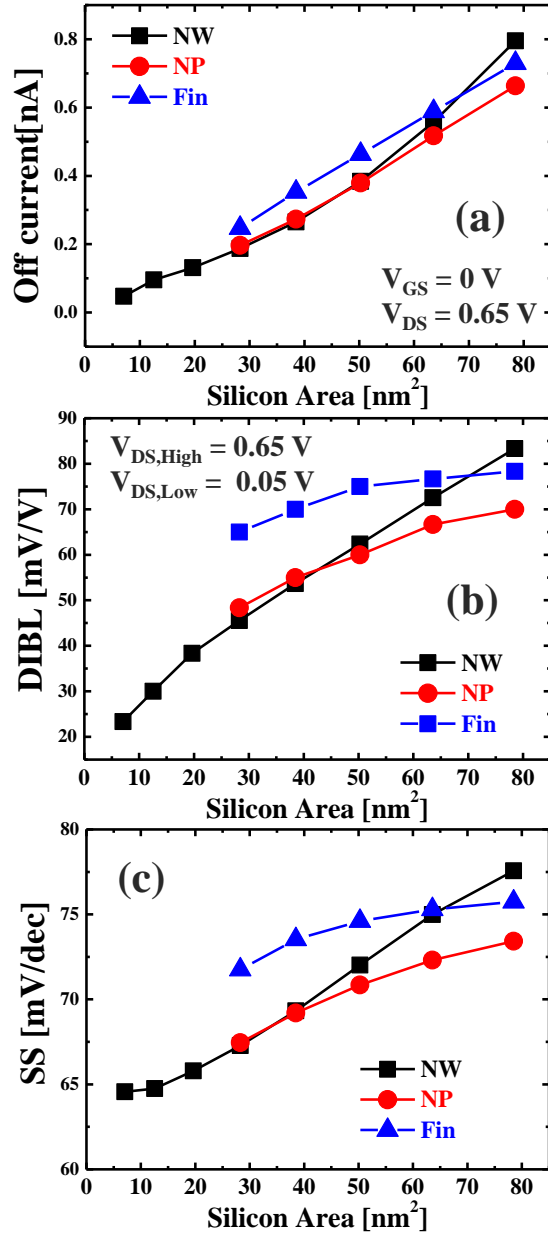 0.8
0.6
0.4
0.2
0.0
Off current[nA]
NW
NP
Fin
(a)
V_GS = 0 V
V_DS = 0.65 V
0 10 20 30 40 50 60 70 80
Silicon Area [nm²]
90
80
70
60
50
40
30
20
DIBL [mV/V]
V_DS,High = 0.65 V
V_DS,Low = 0.05 V
(b)
NW
NP
Fin
0 10 20 30 40 50 60 70 80
Silicon Area [nm²]
80
75
70
65
60
SS [mV/dec]
(c)
NW
NP
Fin
0 10 20 30 40 50 60 70 80
Silicon Area [nm²]